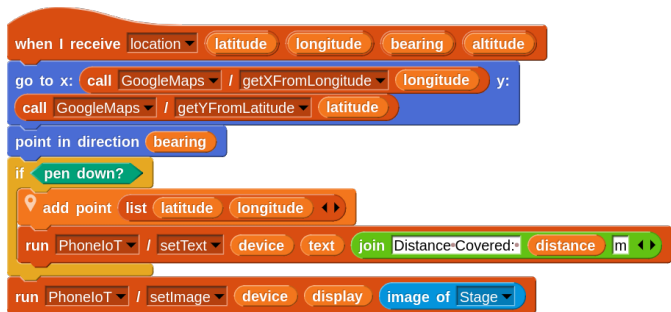 when I receive location latitude longitude bearing altitude
go to x: call GoogleMaps / getXFromLongitude longitude y:
call GoogleMaps / getYFromLatitude latitude
point in direction bearing
if pen down?
add point list latitude longitude
run PhoneIoT / setText device text join Distance Covered: distance m
run PhoneIoT / setImage device display image of Stage